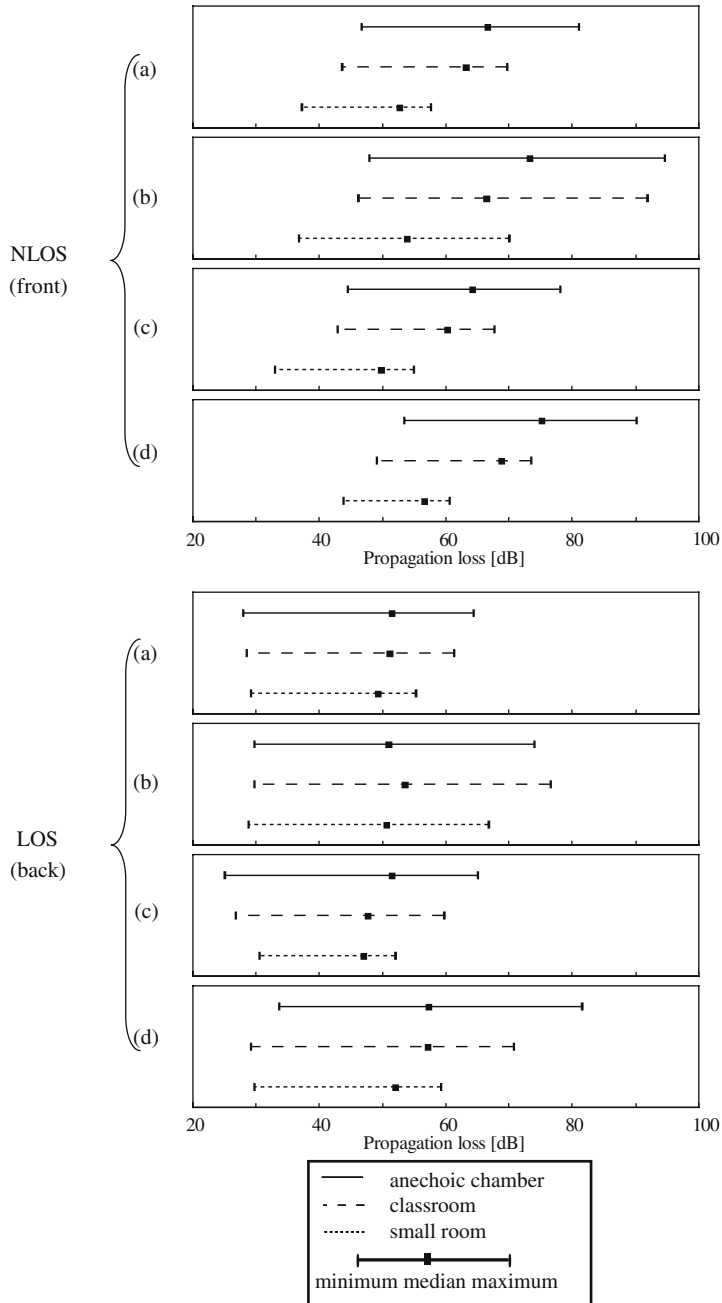 (a)
(b)
NLOS
(front)
(c)
(d)
20 40 60 80 100
Propagation loss [dB]
(a)
(b)
LOS
(back)
(c)
(d)
20 40 60 80 100
Propagation loss [dB]
anechoic chamber
classroom
small room
minimum median maximum